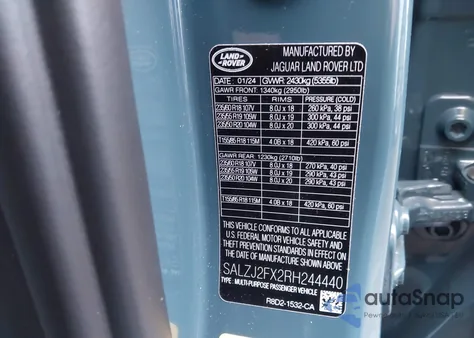 LAND
ROVER
MANUFACTURED BY
JAGUAR LAND ROVER LTD
DATE: 01/24 GVWR 2430kg (5355lb)
GAWR FRONT: 1340kg (2950lb)
TIRES RIMS PRESSURE (COLD)
235/60 R18 107V 8.0J x 18 260 kPa, 38 psi
235/55 R19 105W 8.0J x 19 300 kPa, 44 psi
235/50 R20 104W 8.0J x 20 300 kPa, 44 psi
T155/85 R18 115M 4.0B x 18 420 kPa, 60 psi
GAWR REAR 1230kg (2710lb)
235/60 R18 107V 8.0J x 18 270 kPa, 40 psi
235/55 R19 105W 8.0J x 19 290 kPa, 43 psi
235/50 R20 104W 8.0J x 20 290 kPa, 43 psi
T155/85 R18 115M 4.0B x 18 420 kPa, 60 psi
THIS VEHICLE CONFORMS TO ALL APPLICABLE
U.S. FEDERAL MOTOR VEHICLE SAFETY AND
THEFT PREVENTION STANDARDS IN EFFECT ON
THE DATE OF MANUFACTURE SHOWN ABOVE.
SALZJ2FX2RH244440
TYPE: MULTI-PURPOSE PASSENGER VEHICLE
R8D2-1532-CA
autoSnap